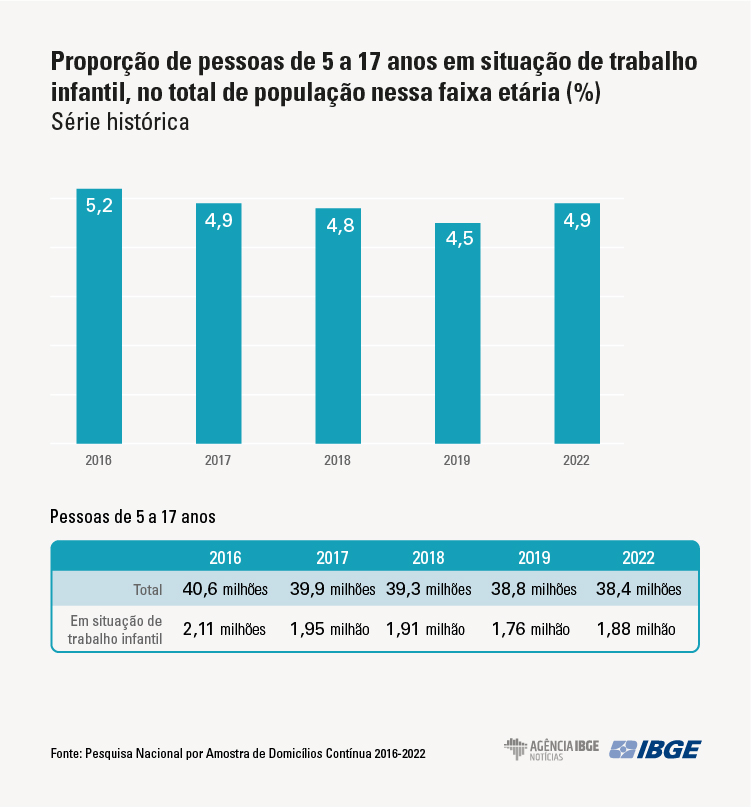 Proporção de pessoas de 5 a 17 anos em situação de trabalho
infantil, no total de população nessa faixa etária (%)
Série histórica
5,2
4,9
4,8
4,5
4,9
2016
2017
2018
2019
2022
Pessoas de 5 a 17 anos
2016 2017 2018 2019 2022
Total 40,6 milhões 39,9 milhões 39,3 milhões 38,8 milhões 38,4 milhões
Em situação de
trabalho infantil 2,11 milhões 1,95 milhão 1,91 milhão 1,76 milhão 1,88 milhão
Fonte: Pesquisa Nacional por Amostra de Domicílios Contínua 2016-2022
AGÊNCIA IBGE
NOTÍCIAS
IBGE